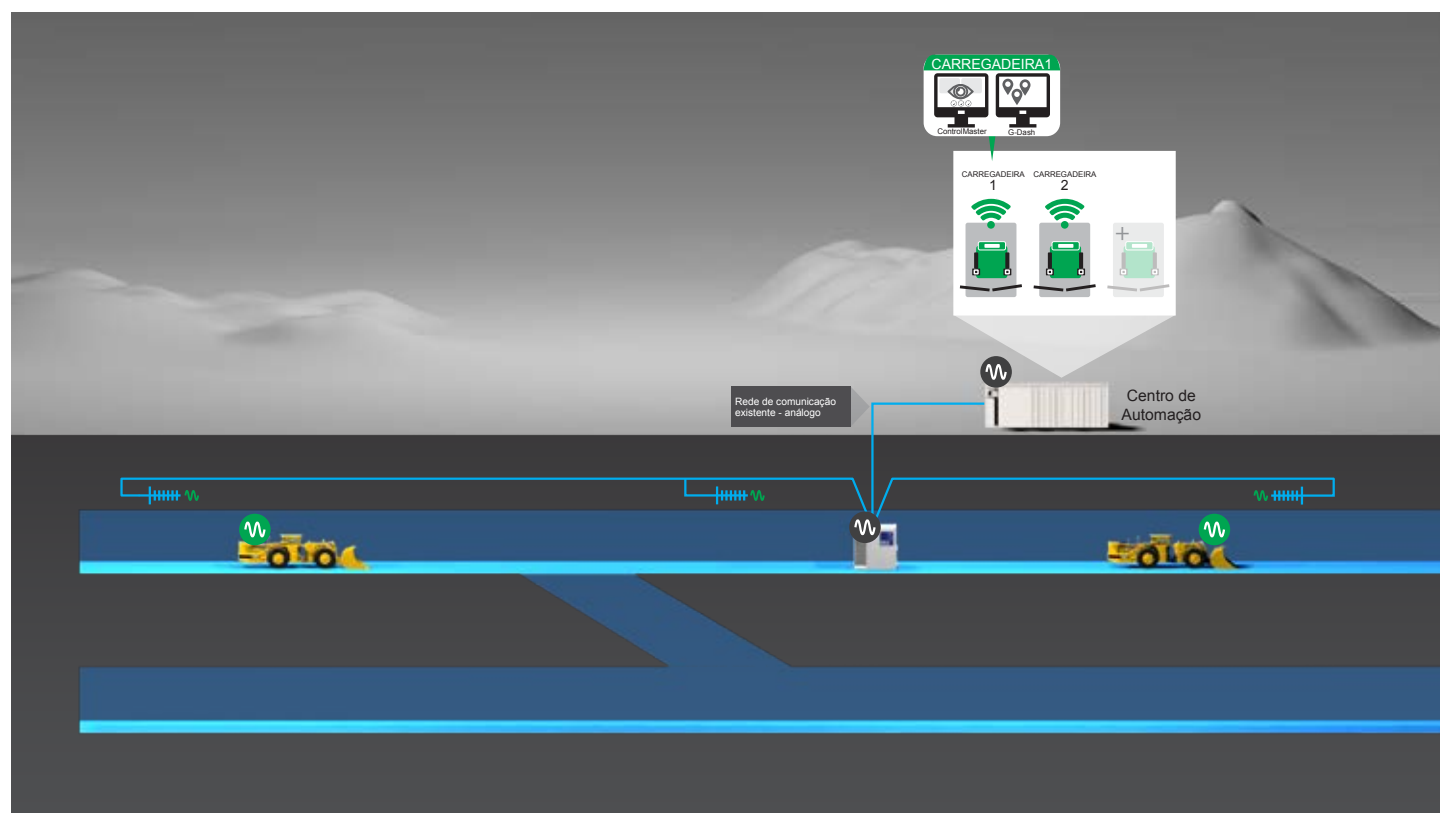 CARREGADEIRA1
ControlMaster
G-Dash
CARREGADEIRA
1
CARREGADEIRA
2
Rede de comunicação
existente - análogo
Centro de
Automação